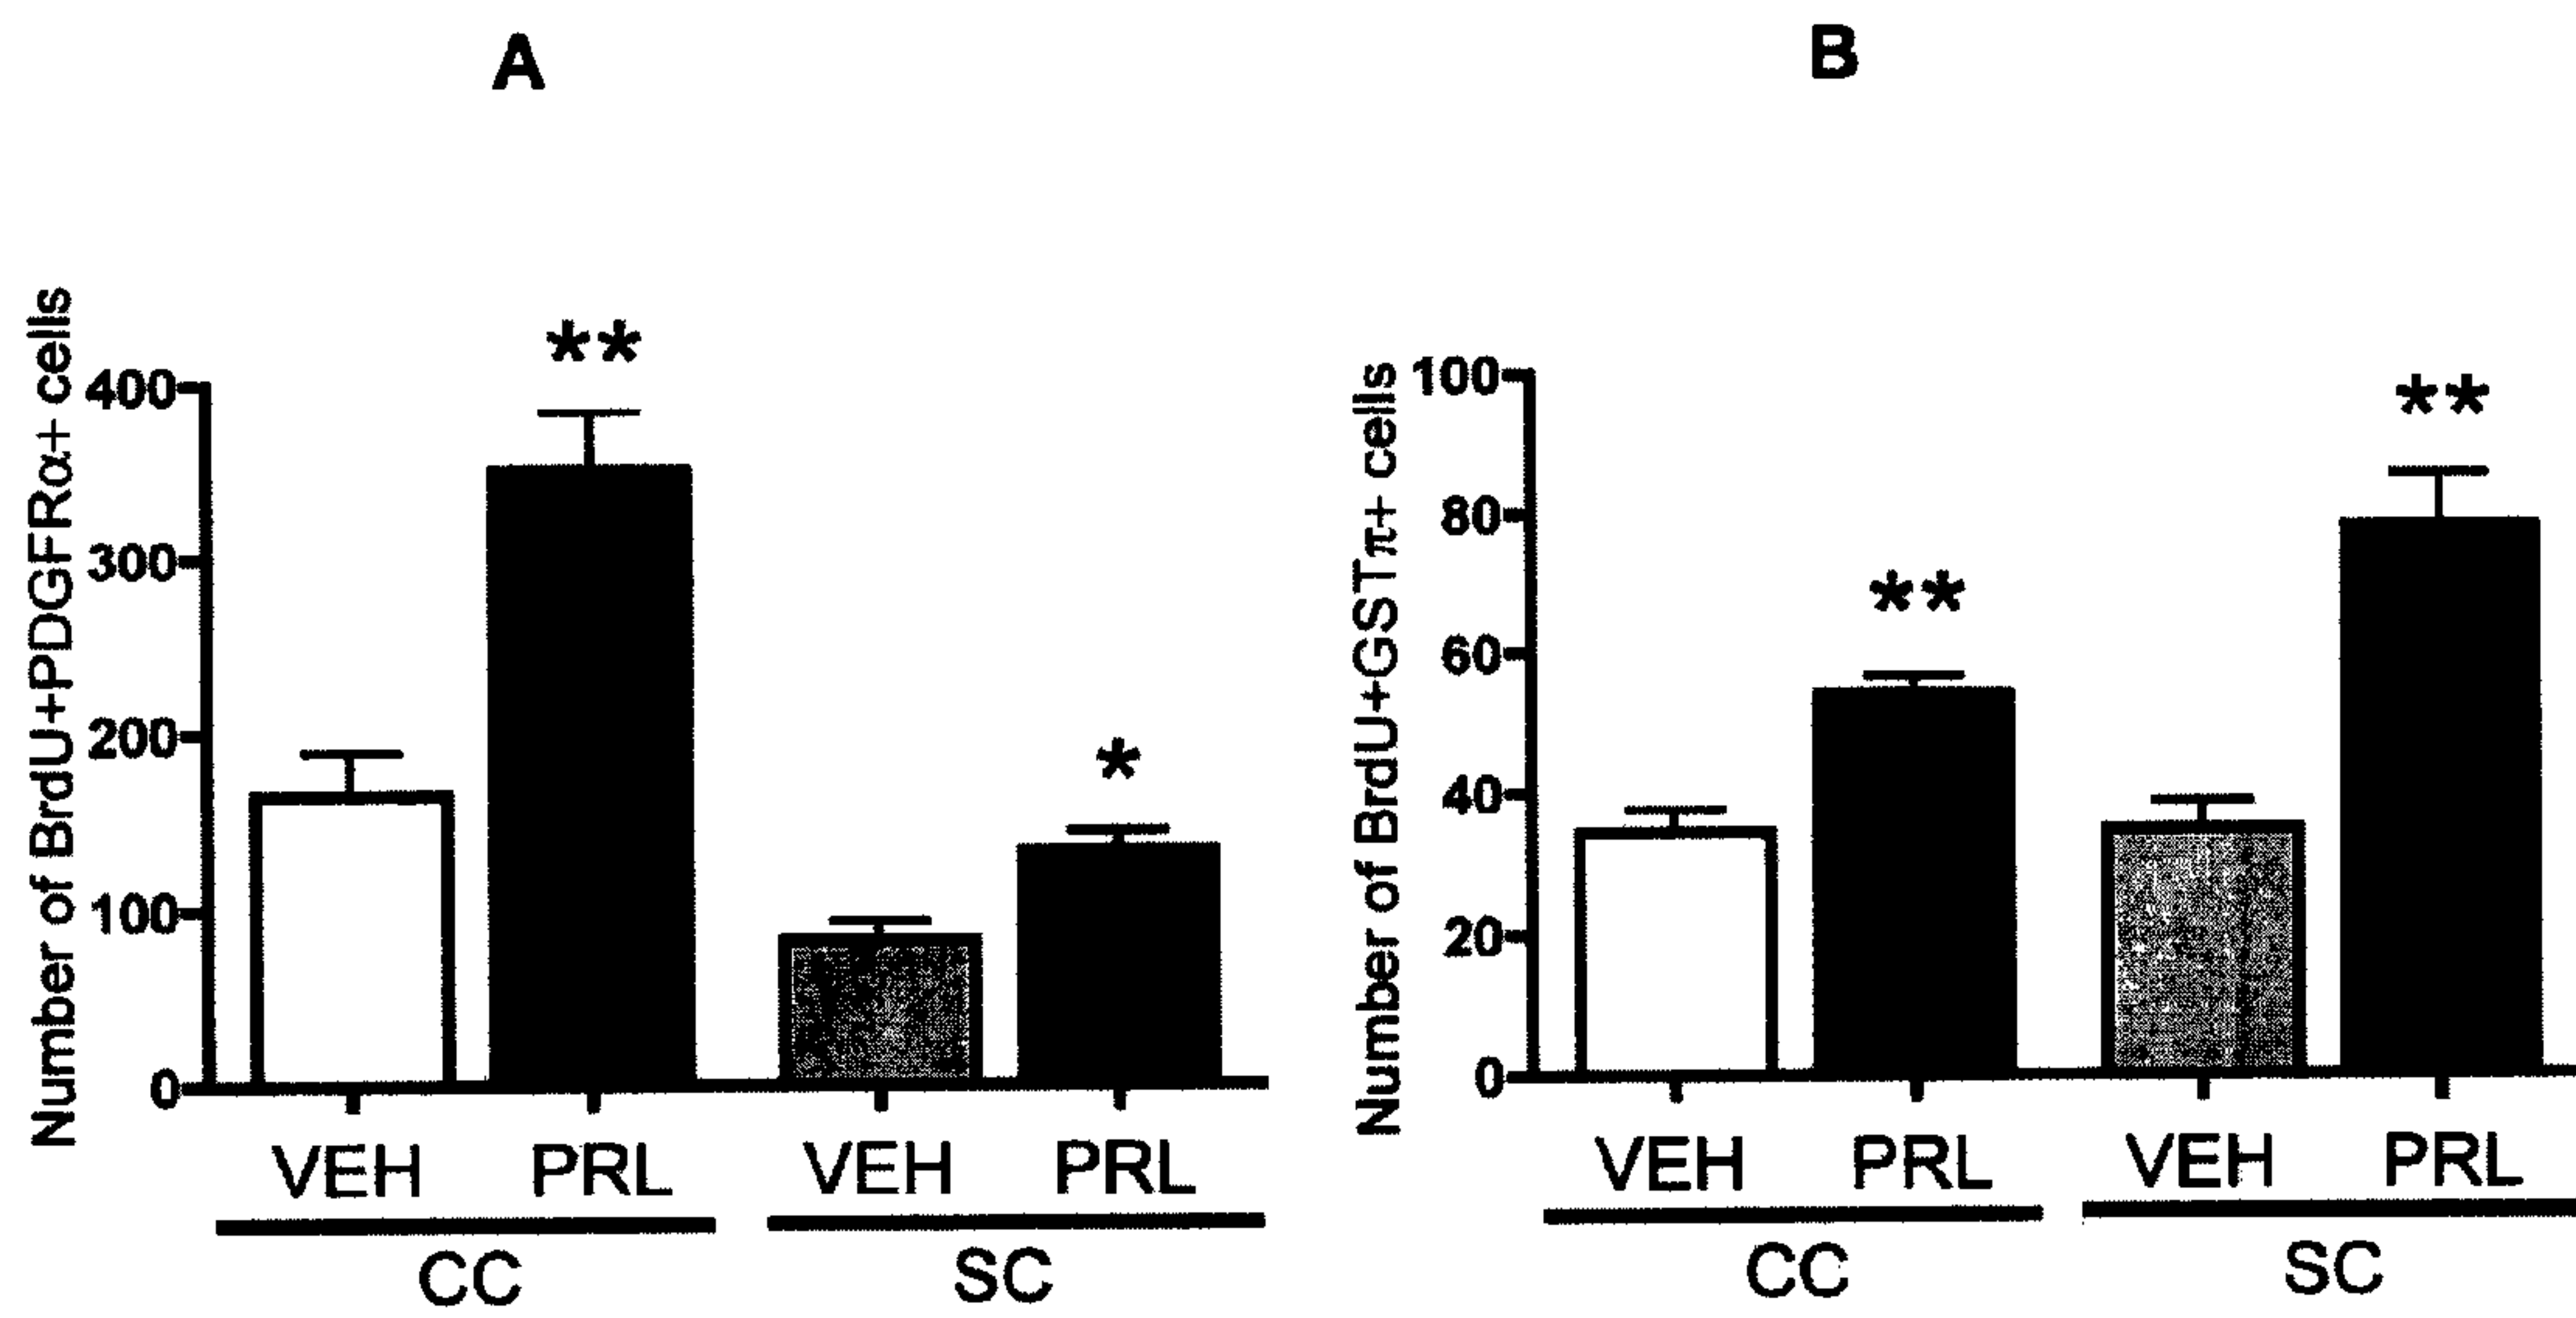 A
Number of BrdU+PDGFRα+ cells
400
300
200
100
0
**
*
VEH PRL VEH PRL
CC SC
B
Number of BrdU+GSTπ+ cells
100
80
60
40
20
0
**
**
VEH PRL VEH PRL
CC SC